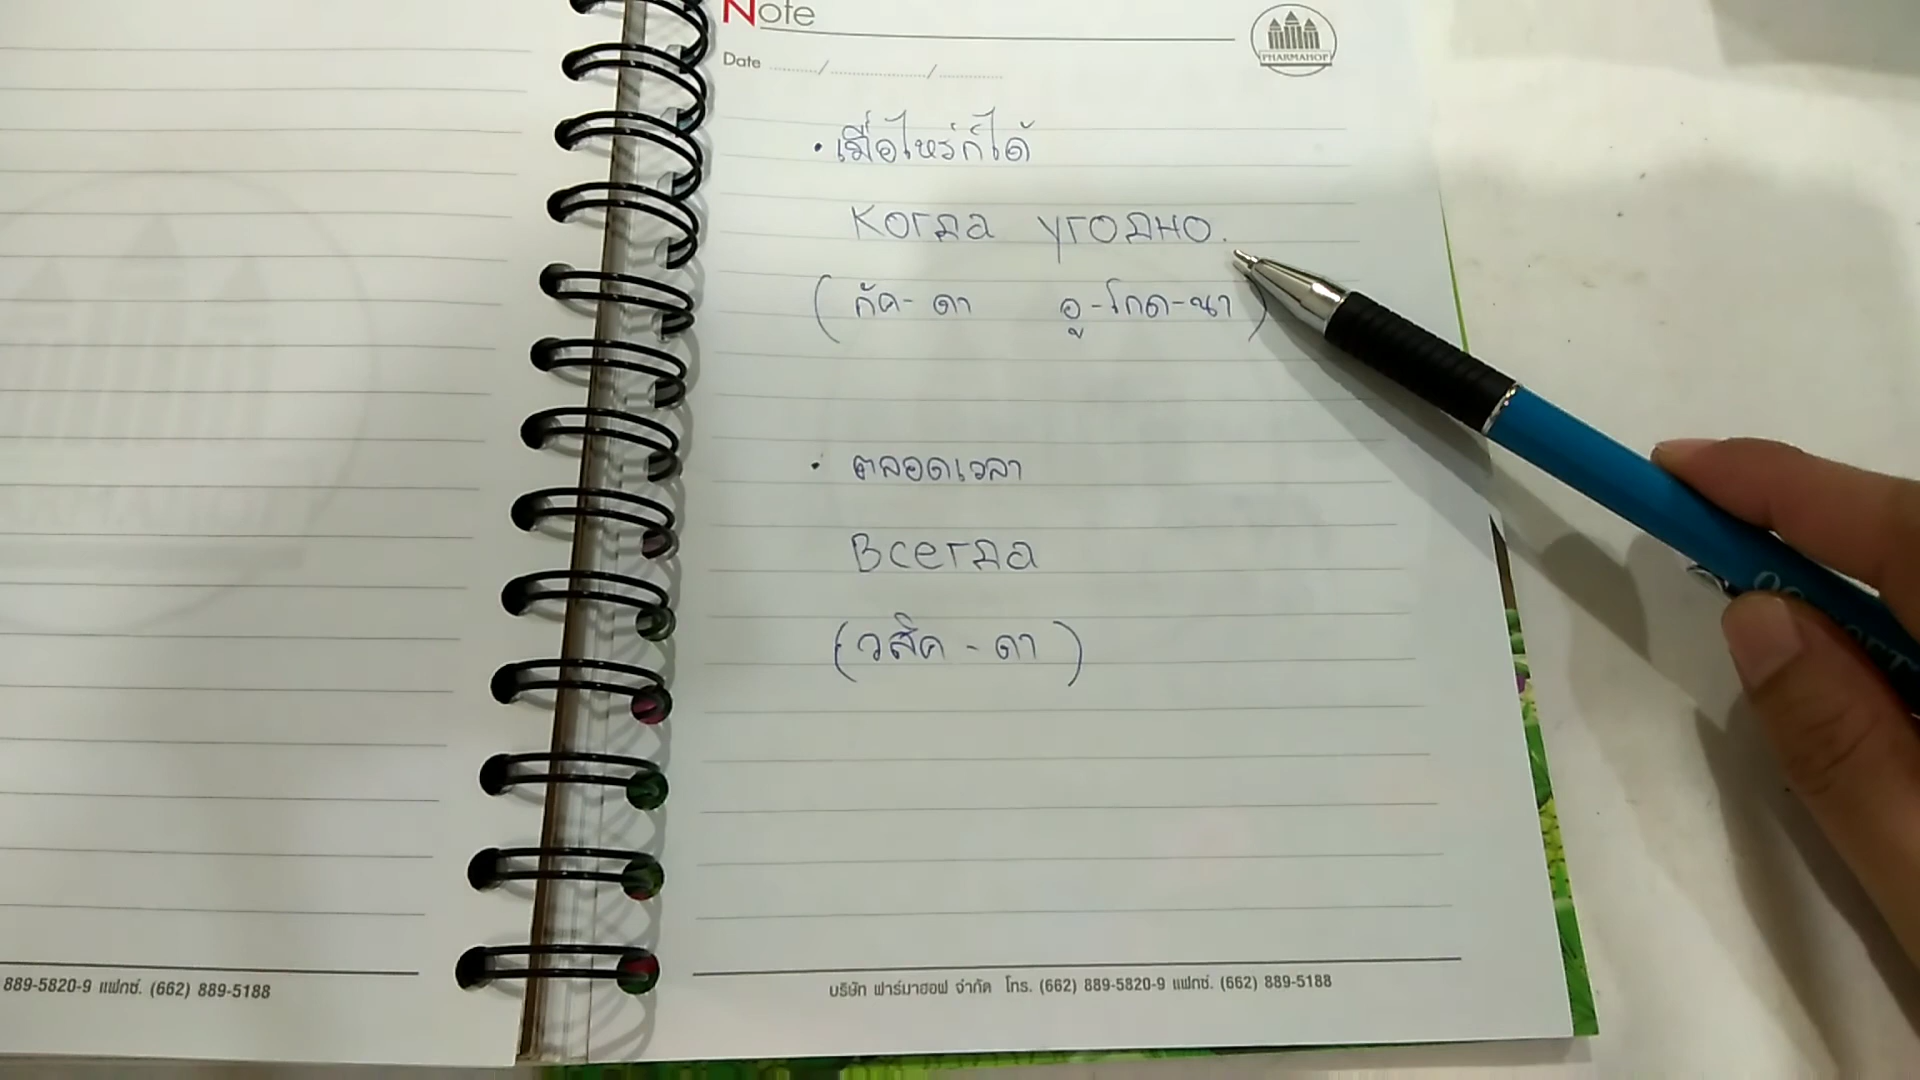 Note
PHARMAHOF
Date ........../......................../...............
• เมื่อไหร่ก็ได้
Когда угодно.
( กัค - ดา อู - โกด - นา )
• ตลอดเวลา
Всегда
( วสิค - ดา )
889-5820-9 แฟกซ์. (662) 889-5188
บริษัท ฟาร์มาฮอฟ จำกัด โทร. (662) 889-5820-9 แฟกซ์. (662) 889-5188